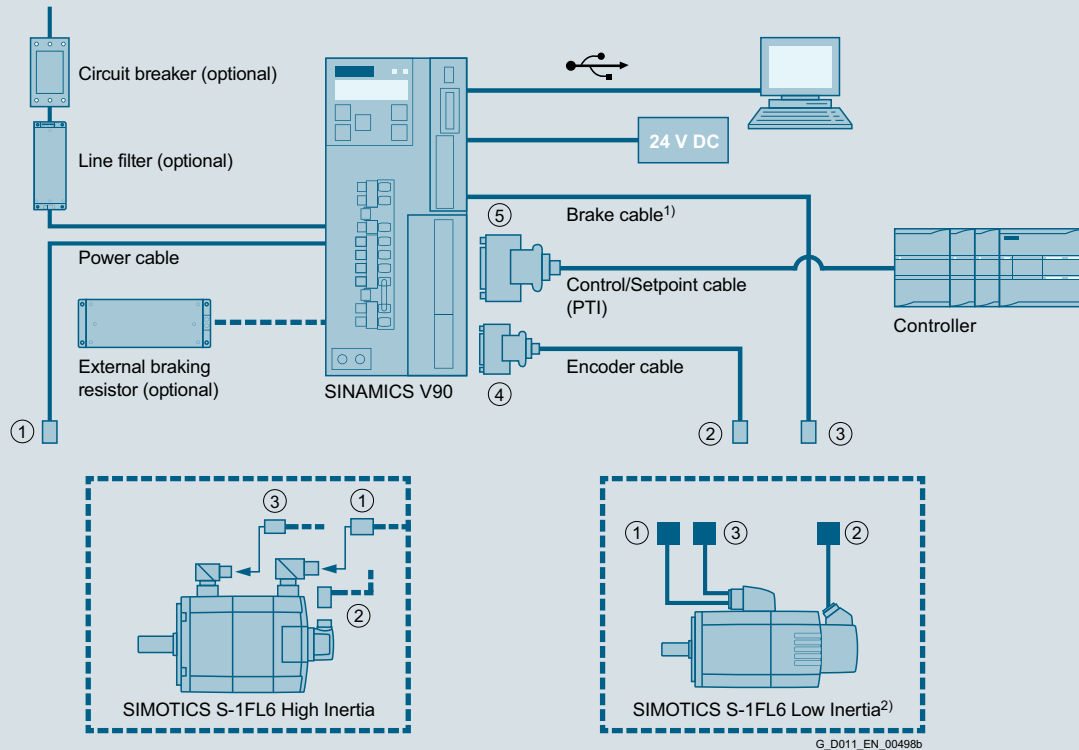 Circuit breaker (optional)
Line filter (optional)
24 V DC
⑤
Brake cable1)
Power cable
Control/Setpoint cable
(PTI)
Controller
External braking
resistor (optional)
SINAMICS V90
④
Encoder cable
①
②
③
③
①
②
SIMOTICS S-1FL6 High Inertia
①
③
②
SIMOTICS S-1FL6 Low Inertia2)
G_D011_EN_00498b